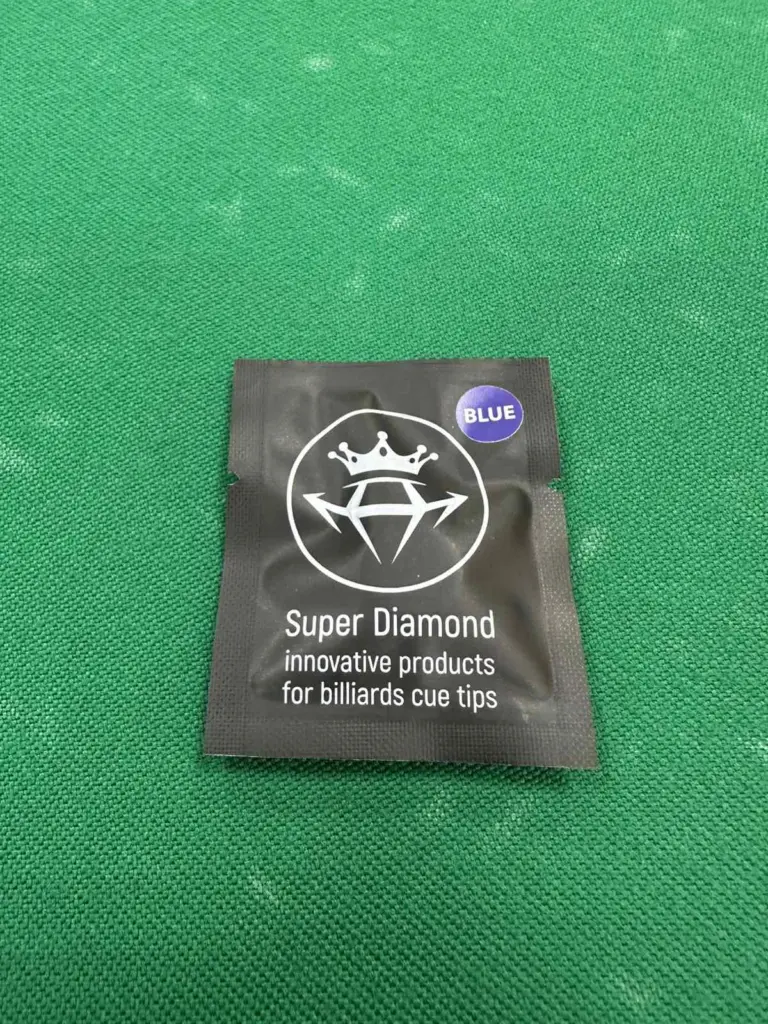 BLUE
Super Diamond
innovative products
for billiards cue tips